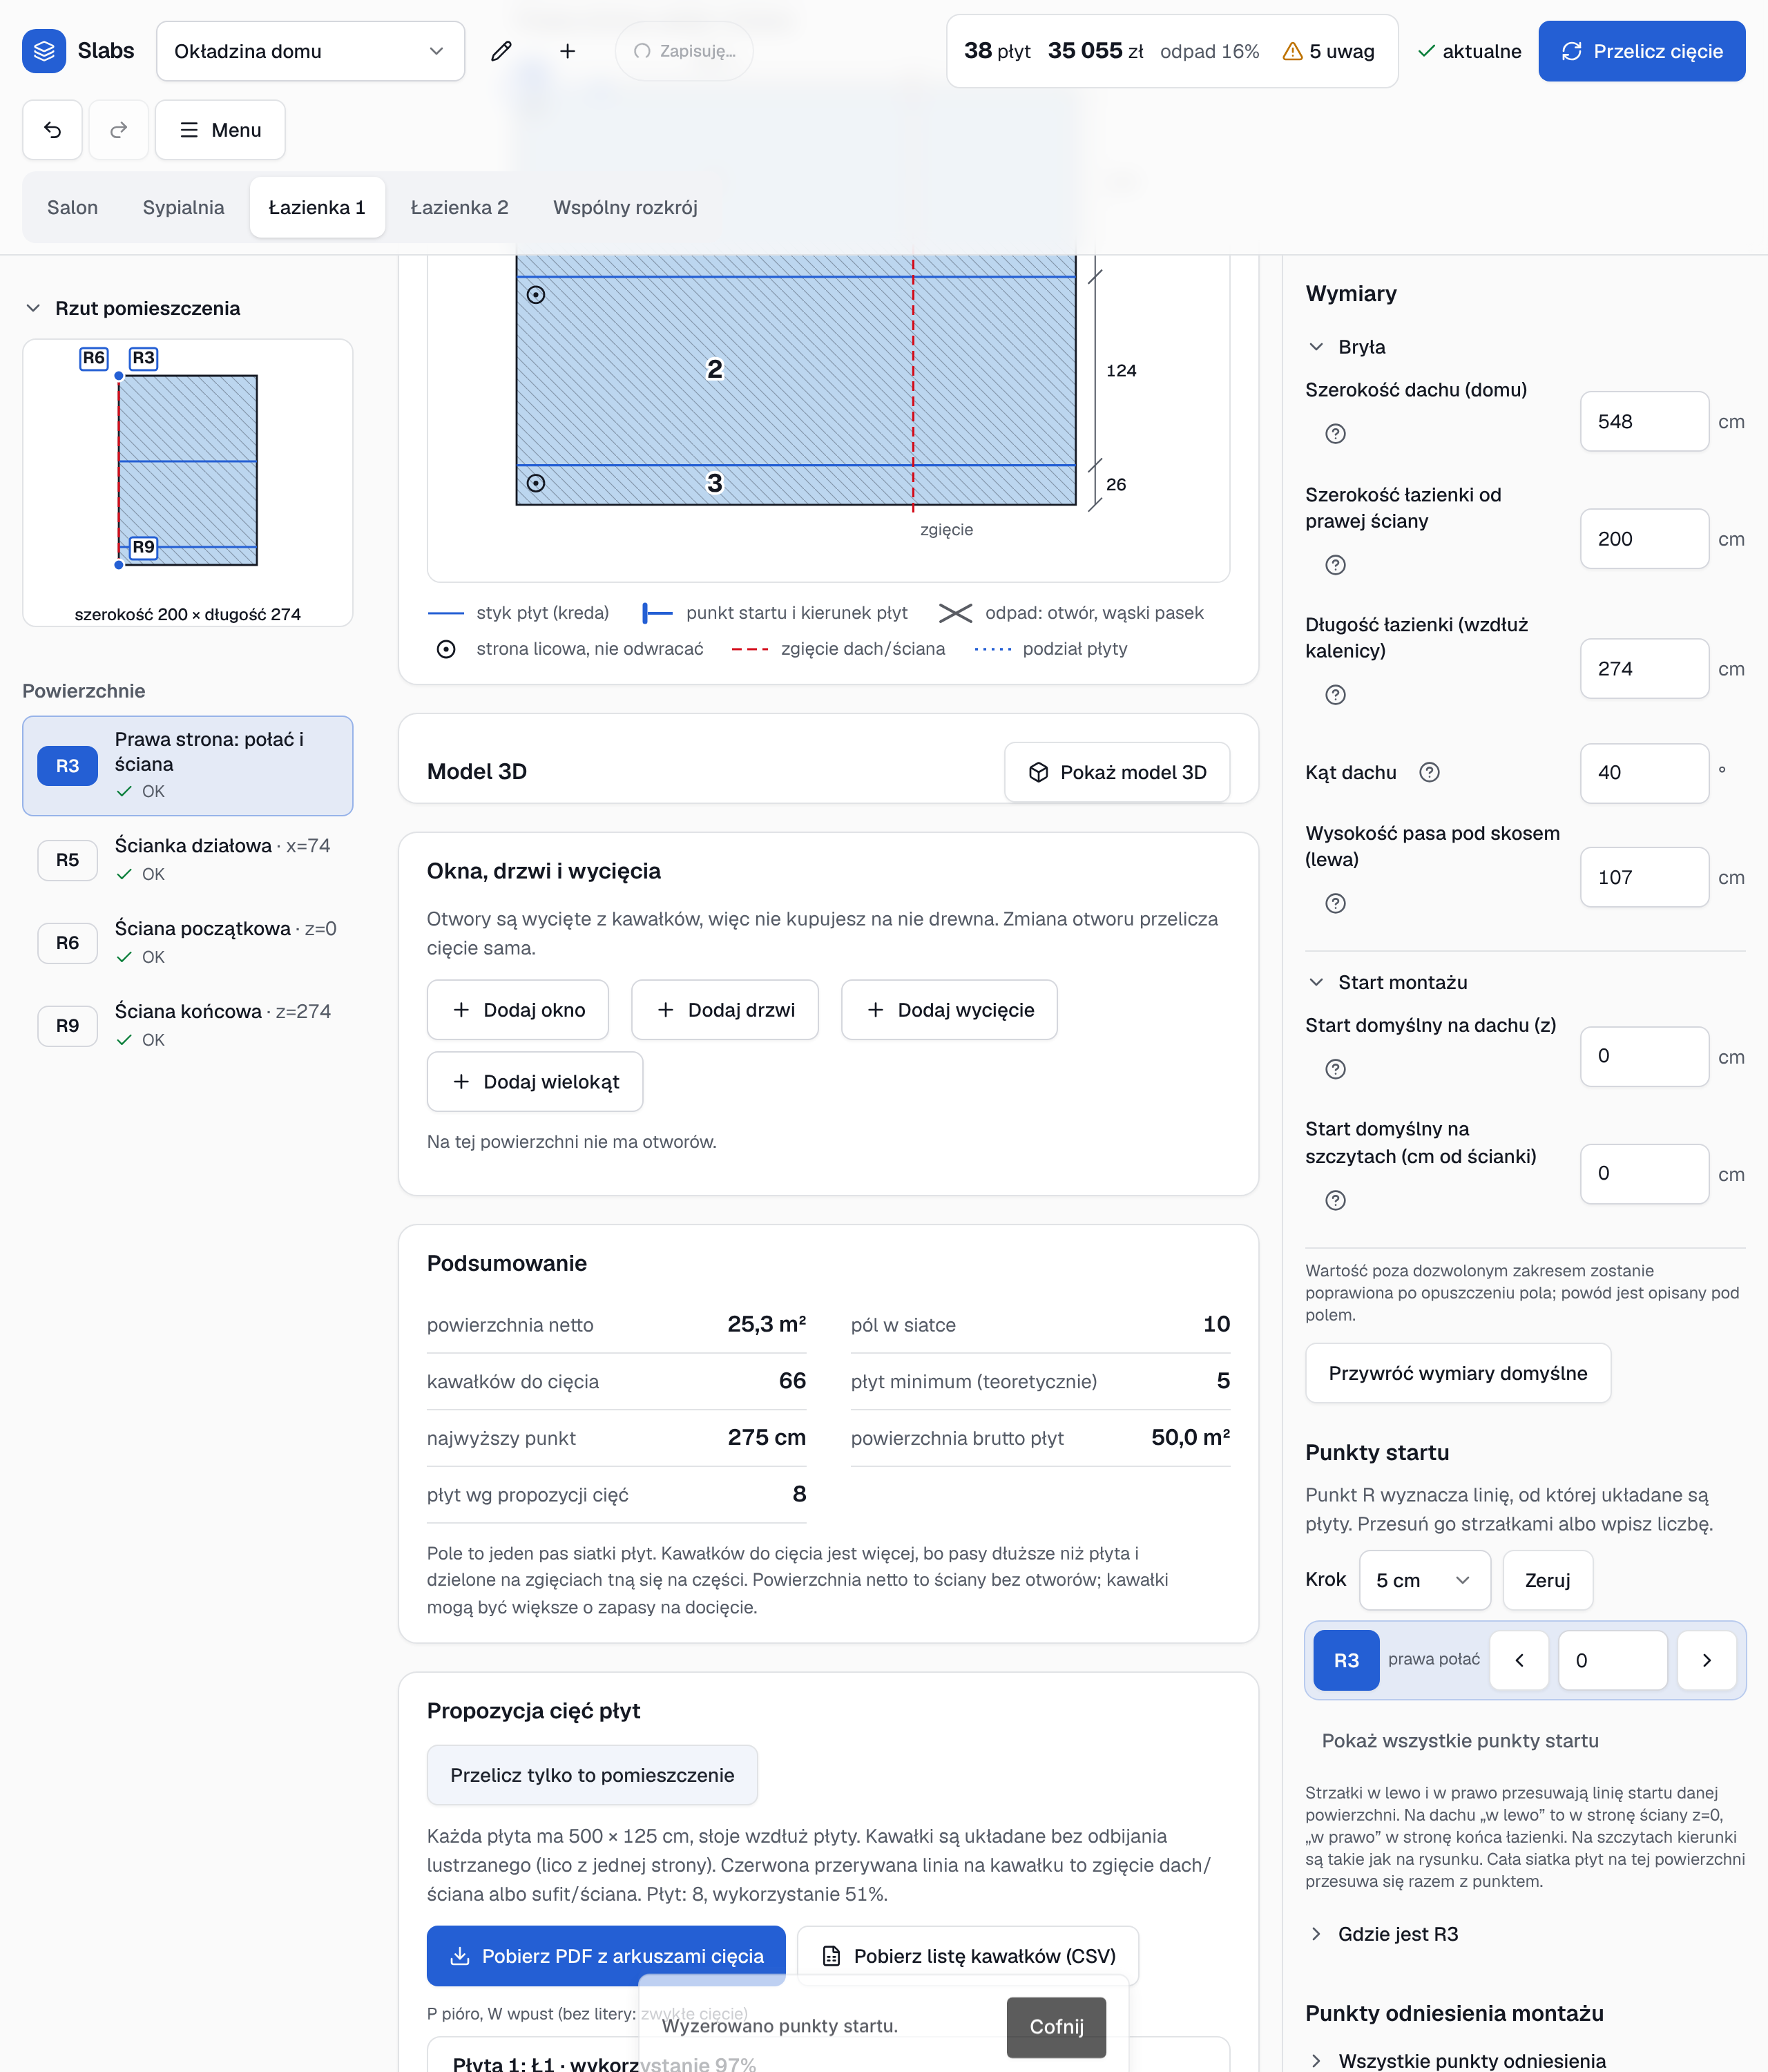 Slabs
Okładzina domu
Zapisuję...
38 płyt 35 055 zł odpad 16% 5 uwag
aktualne
Przelicz cięcie
Menu
Salon
Sypialnia
Łazienka 1
Łazienka 2
Wspólny rozkrój
Rzut pomieszczenia
R6
R3
R9
szerokość 200 × długość 274
Powierzchnie
R3
Prawa strona: połać i
ściana
OK
R5
Ścianka działowa · x=74
OK
R6
Ściana początkowa · z=0
OK
R9
Ściana końcowa · z=274
OK
2
124
3
26
zgięcie
styk płyt (kreda)
punkt startu i kierunek płyt
odpad: otwór, wąski pasek
strona licowa, nie odwracać
zgięcie dach/ściana
podział płyty
Model 3D
Pokaż model 3D
Okna, drzwi i wycięcia
Otwory są wycięte z kawałków, więc nie kupujesz na nie drewna. Zmiana otworu przelicza
cięcie sama.
Dodaj okno
Dodaj drzwi
Dodaj wycięcie
Dodaj wielokąt
Na tej powierzchni nie ma otworów.
Podsumowanie
powierzchnia netto 25,3 m²
pól w siatce 10
kawałków do cięcia 66
płyt minimum (teoretycznie) 5
najwyższy punkt 275 cm
powierzchnia brutto płyt 50,0 m²
płyt wg propozycji cięć 8
Pole to jeden pas siatki płyt. Kawałków do cięcia jest więcej, bo pasy dłuższe niż płyta i
dzielone na zgięciach tną się na części. Powierzchnia netto to ściany bez otworów; kawałki
mogą być większe o zapasy na docięcie.
Propozycja cięć płyt
Przelicz tylko to pomieszczenie
Każda płyta ma 500 × 125 cm, słoje wzdłuż płyty. Kawałki są układane bez odbijania
lustrzanego (lico z jednej strony). Czerwona przerywana linia na kawałku to zgięcie dach/
ściana albo sufit/ściana. Płyt: 8, wykorzystanie 51%.
Pobierz PDF z arkuszami cięcia
Pobierz listę kawałków (CSV)
P pióro, W wpust (bez litery: zwykłe cięcie)
Wyzerowano punkty startu.
Cofnij
Płyta 1: Ł1 · wykorzystanie 97%
Wymiary
Bryła
Szerokość dachu (domu)
548 cm
Szerokość łazienki od
prawej ściany
200 cm
Długość łazienki (wzdłuż
kalenicy)
274 cm
Kąt dachu
40 °
Wysokość pasa pod skosem
(lewa)
107 cm
Start montażu
Start domyślny na dachu (z)
0 cm
Start domyślny na
szczytach (cm od ścianki)
0 cm
Wartość poza dozwolonym zakresem zostanie
poprawiona po opuszczeniu pola; powód jest opisany pod
polem.
Przywróć wymiary domyślne
Punkty startu
Punkt R wyznacza linię, od której układane są
płyty. Przesuń go strzałkami albo wpisz liczbę.
Krok
5 cm
Zeruj
R3
prawa połać
0
Pokaż wszystkie punkty startu
Strzałki w lewo i w prawo przesuwają linię startu danej
powierzchni. Na dachu „w lewo” to w stronę ściany z=0,
„w prawo” w stronę końca łazienki. Na szczytach kierunki
są takie jak na rysunku. Cała siatka płyt na tej powierzchni
przesuwa się razem z punktem.
Gdzie jest R3
Punkty odniesienia montażu
Wszystkie punkty odniesienia